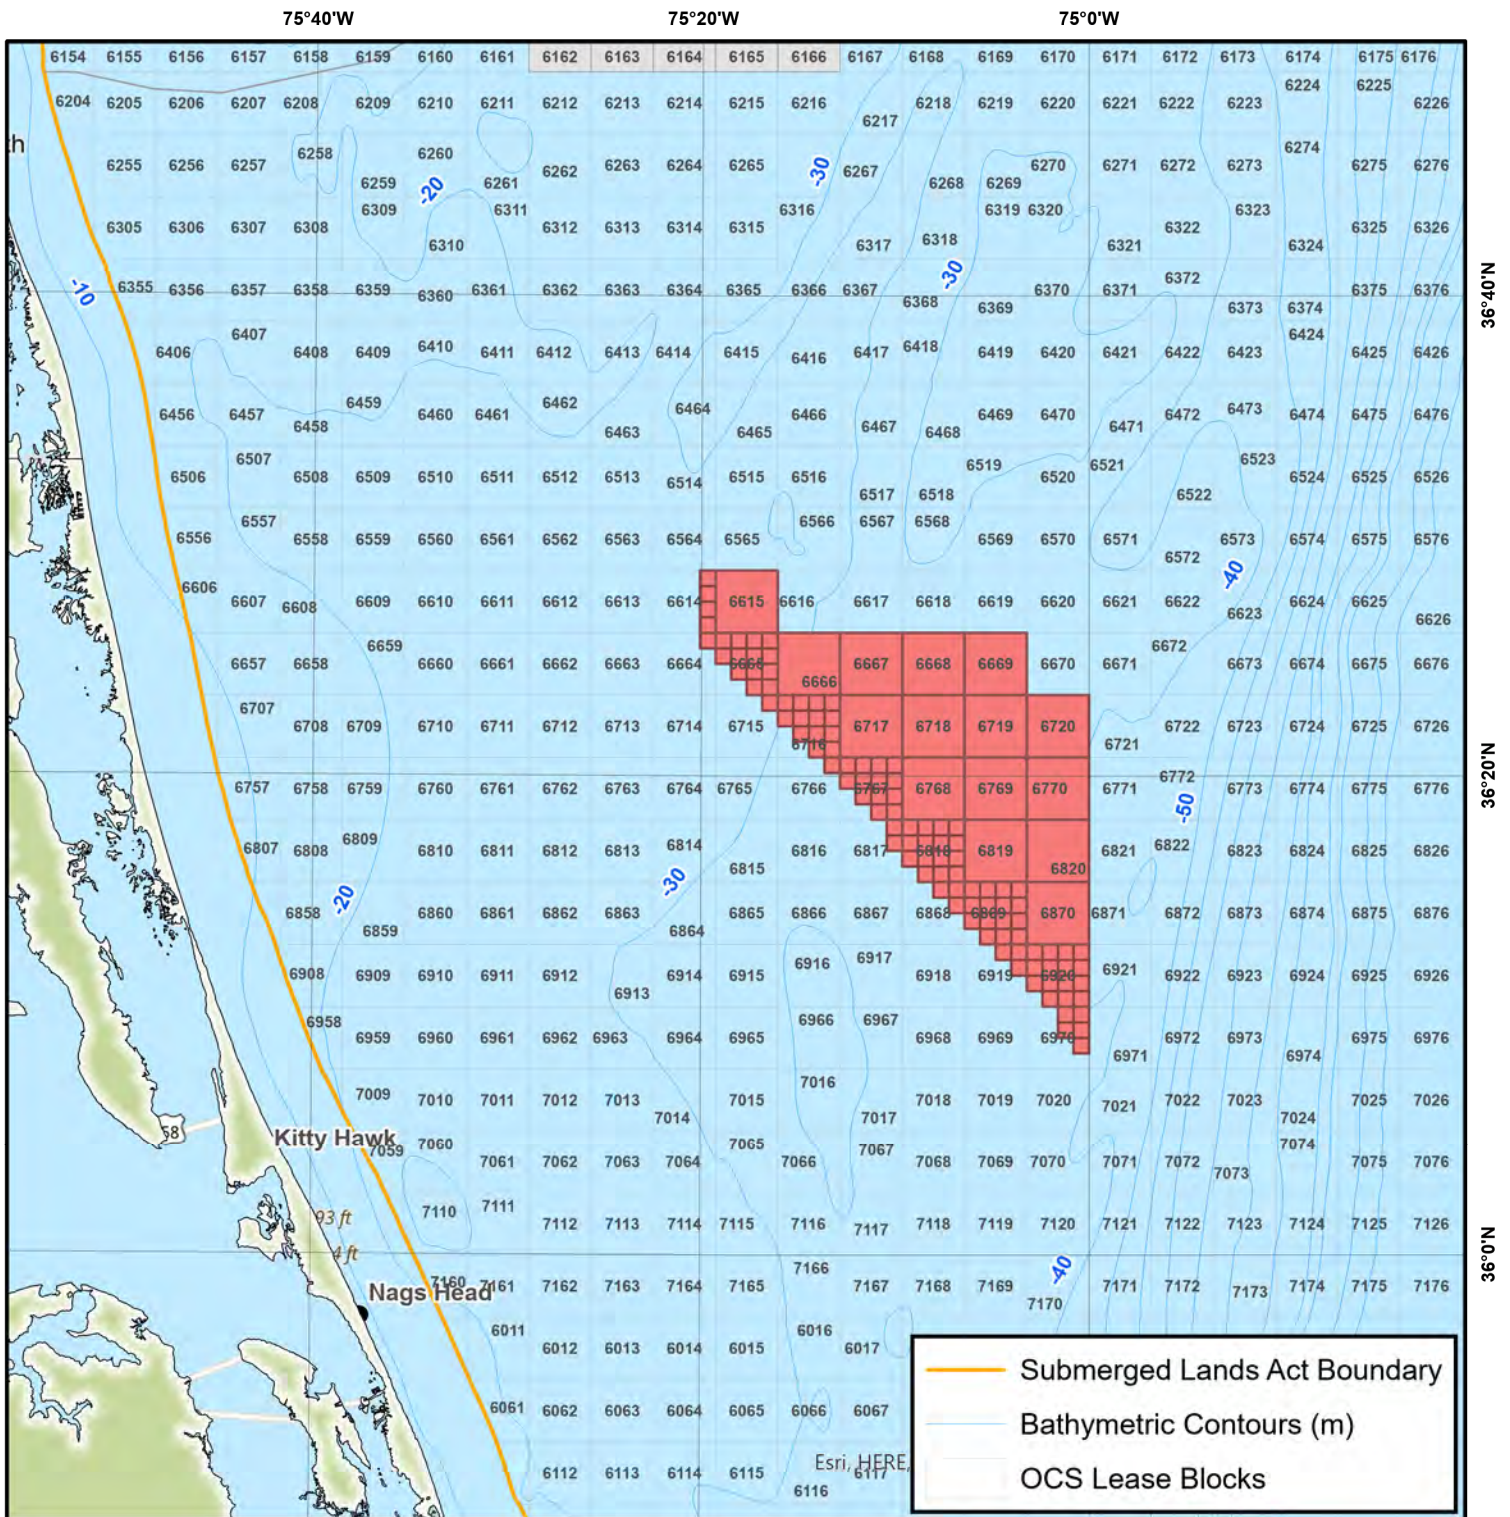 75°40'W 75°20'W 75°0'W
6154 6155 6156 6157 6158 6159 6160 6161 6162 6163 6164 6165 6166 6167 6168 6169 6170 6171 6172 6173 6174 6175 6176
6224 6225
6204 6205 6206 6207 6208 6209 6210 6211 6212 6213 6214 6215 6216 6218 6219 6220 6221 6222 6223 6226
6217
6274
6258 6260
6255 6256 6257 6262 6263 6264 6265 -30 6267 6270 6271 6272 6273 6275 6276
6259 -20 6261 6268 6269
6309 6311 6316 6319 6320 6323
6305 6306 6307 6308 6312 6313 6314 6315 6322 6325 6326
6310 6317 6318 6321 6324
-30 6372
-10 6355 6356 6357 6358 6359 6360 6361 6362 6363 6364 6365 6366 6367 6370 6371 6375 6376
36°40'N
6368 6369 6373 6374
6407 6424
6406 6408 6409 6410 6411 6412 6413 6414 6415 6416 6417 6418 6419 6420 6421 6422 6423 6425 6426
6459 6462 6464 6473
6456 6457 6460 6461 6466 6469 6470 6472 6474 6475 6476
6458 6463 6465 6467 6468 6471
6507 6519 6521 6523
6506 6508 6509 6510 6511 6512 6513 6514 6515 6516 6520 6524 6525 6526
6517 6518 6522
6557 6566 6567 6568
6556 6558 6559 6560 6561 6562 6563 6564 6565 6569 6570 6571 6573 6574 6575 6576
6572 -40
6606
6607 6608 6609 6610 6611 6612 6613 6614 6615 6616 6617 6618 6619 6620 6621 6622 6624 6625
6623 6626
6659 6672
6657 6658 6660 6661 6662 6663 6664 6665 6667 6668 6669 6670 6671 6673 6674 6675 6676
6666
6707
6708 6709 6710 6711 6712 6713 6714 6715 6717 6718 6719 6720 6722 6723 6724 6725 6726
6716 6721
36°20'N
6772
6757 6758 6759 6760 6761 6762 6763 6764 6765 6766 6767 6768 6769 6770 6771 6773 6774 6775 6776
-50
6807 6808 6809 6810 6811 6812 6813 6814 6816 6817 6818 6819 6821 6822 6823 6824 6825 6826
6815 6820
-20 -30
6858 6860 6861 6862 6863 6865 6866 6867 6868 6869 6870 6871 6872 6873 6874 6875 6876
6859 6864
6908 6909 6910 6911 6912 6914 6915 6916 6917 6918 6919 6920 6921 6922 6923 6924 6925 6926
6913
6958 6966 6967
6959 6960 6961 6962 6963 6964 6965 6968 6969 6970 6972 6973 6975 6976
6971 6974
7016
7009 7010 7011 7012 7013 7015 7018 7019 7020 7021 7022 7023 7025 7026
7014 7017 7024
Kitty Hawk
7059 7060 7065 7067 7074
7061 7062 7063 7064 7066 7068 7069 7070 7071 7072 7075 7076
7073
7110 7111
93 ft
7112 7113 7114 7115 7116 7117 7118 7119 7120 7121 7122 7123 7124 7125 7126
4 ft
36°0'N
7166 -40
7160 7161 7162 7163 7164 7165 7167 7168 7169 7171 7172 7173 7174 7175 7176
Nags Head
7170
6011 6016
6012 6013 6014 6015 6017
6061 6062 6063 6064 6065 6066 6067
6112 6113 6114 6115 6117
6116
Esri, HERE,
Submerged Lands Act Boundary
Bathymetric Contours (m)
OCS Lease Blocks